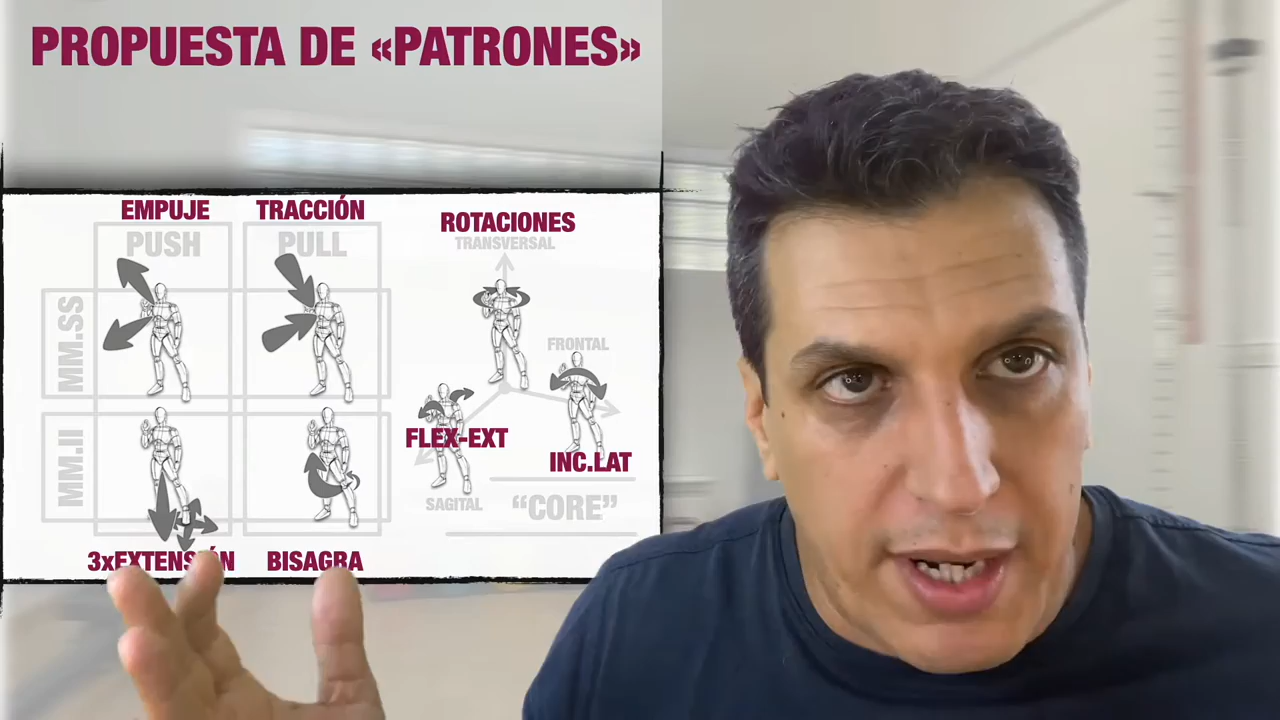 PROPUESTA DE «PATRONES»
EMPUJE
TRACCIÓN
PUSH
PULL
MM.SS
MM.II
3xEXTENSIÓN
BISAGRA
ROTACIONES
TRANSVERSAL
FRONTAL
FLEX-EXT
INC.LAT
SAGITAL
“CORE”